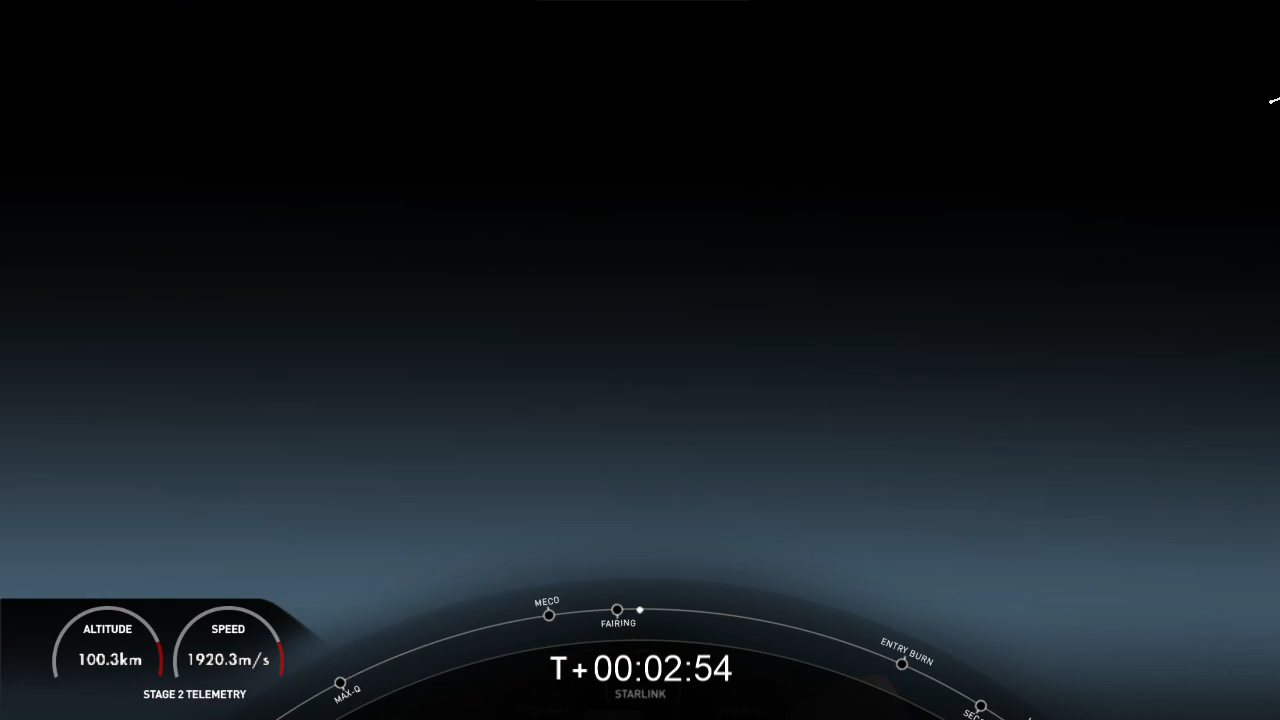 ALTITUDE
100.3km
SPEED
1920.3m/s
STAGE 2 TELEMETRY
MAX-Q
MECO
FAIRING
T+00:02:54
STARLINK
ENTRY BURN